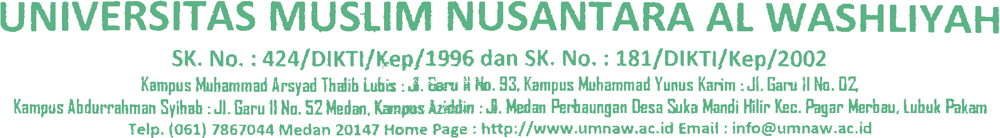 UNIVERSITAS MUSLIM NUSANTARA AL WASHLIYAH
SK. No. : 424/DIKTI/Kep/1996 dan SK. No. : 181/DIKTI/Kep/2002
Kampus Muhammad Arsyad Thalib Lubis : Jl. Garu II No. 93, Kampus Muhammad Yunus Karim : Jl. Garu II No. 02,
Kampus Abdurrahman Syihab : Jl. Garu II No. 52 Medan, Kampus Aziddin : Jl. Medan Perbaungan Desa Suka Mandi Hilir Kec. Pagar Merbau, Lubuk Pakam
Telp. (061) 7867044 Medan 20147 Home Page : http://www.umnaw.ac.id Email : info@umnaw.ac.id